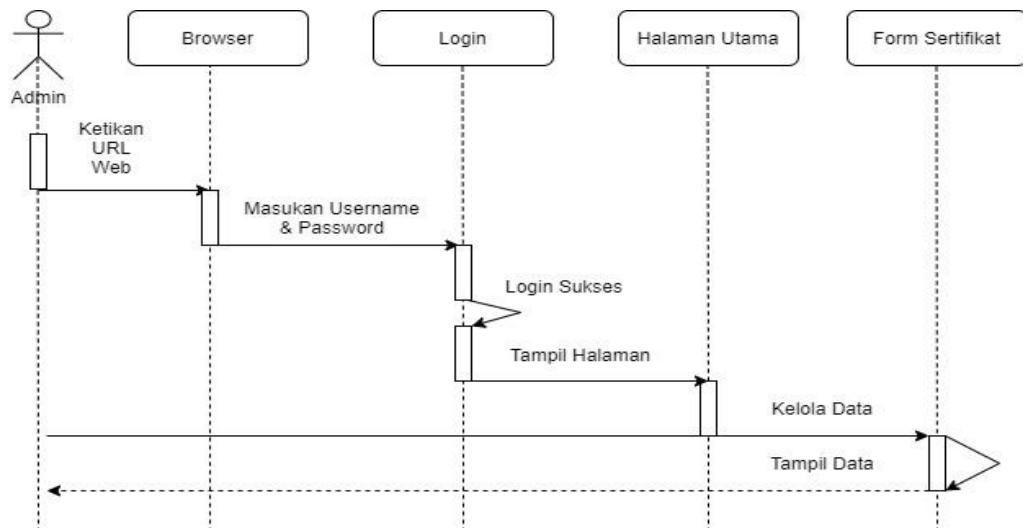 Browser
Login
Halaman Utama
Form Sertifikat
Admin
Ketikan
URL
Web
Masukan Username
& Password
Login Sukses
Tampil Halaman
Kelola Data
Tampil Data